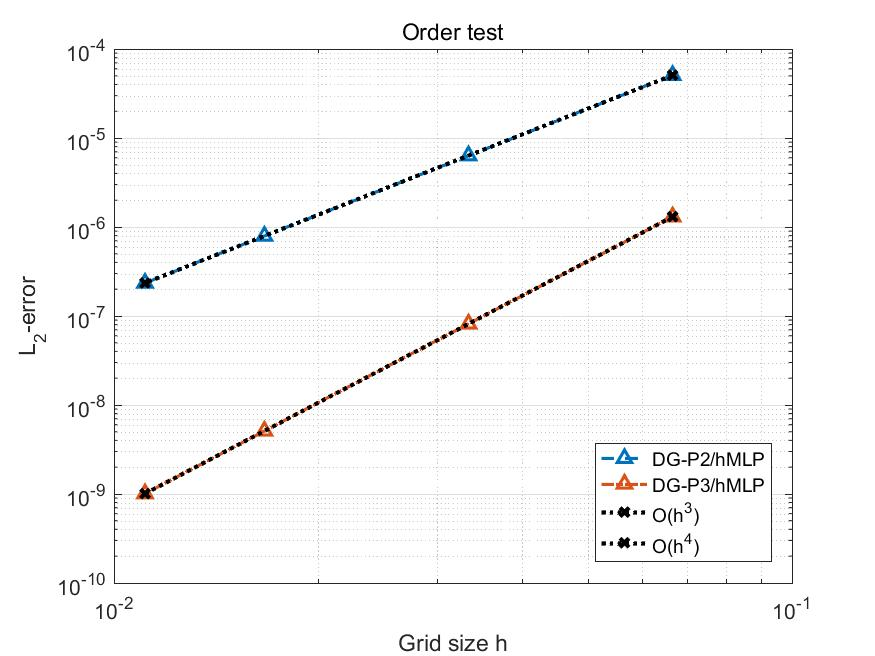 Order test
10^-4
10^-5
10^-6
10^-7
10^-8
10^-9
10^-10
L_2-error
DG-P2/hMLP
DG-P3/hMLP
O(h^3)
O(h^4)
10^-2
10^-1
Grid size h